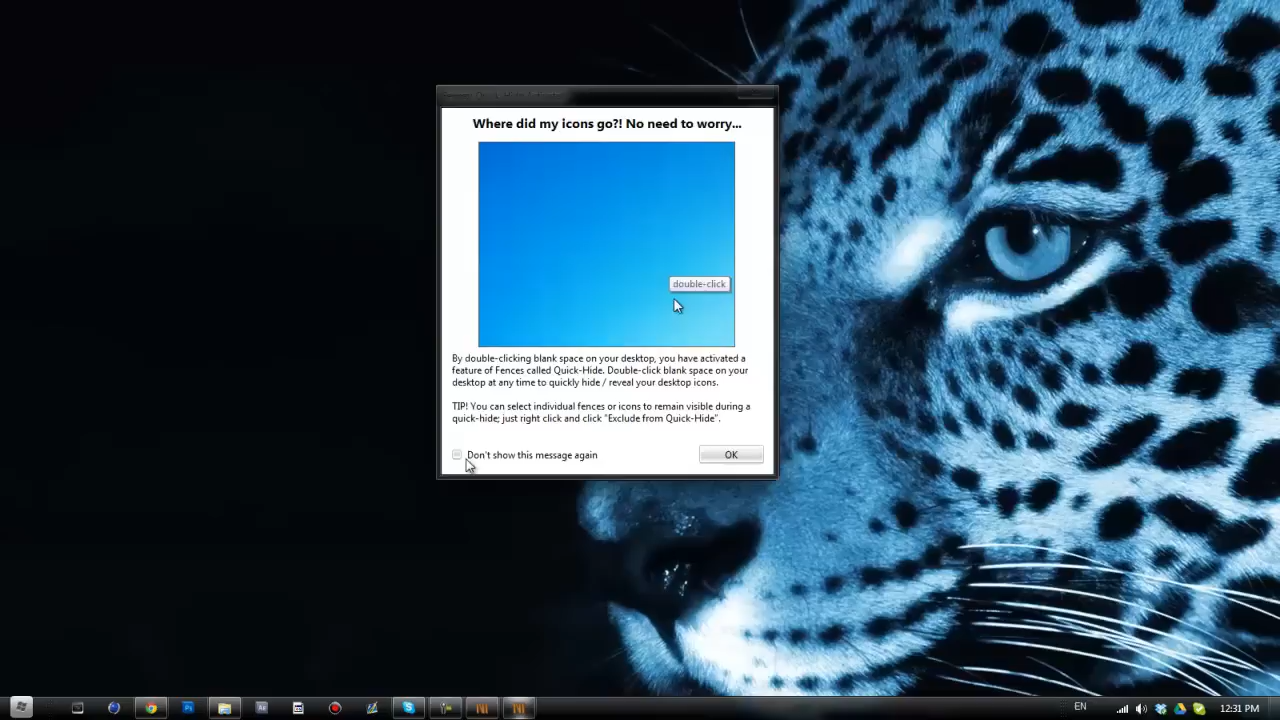 Where did my icons go?! No need to worry...
double-click
By double-clicking blank space on your desktop, you have activated a
feature of Fences called Quick-Hide. Double-click blank space on your
desktop at any time to quickly hide / reveal your desktop icons.
TIP! You can select individual fences or icons to remain visible during a
quick-hide; just right click and click "Exclude from Quick-Hide".
Don't show this message again
OK
Ps
Ae
EN
12:31 PM